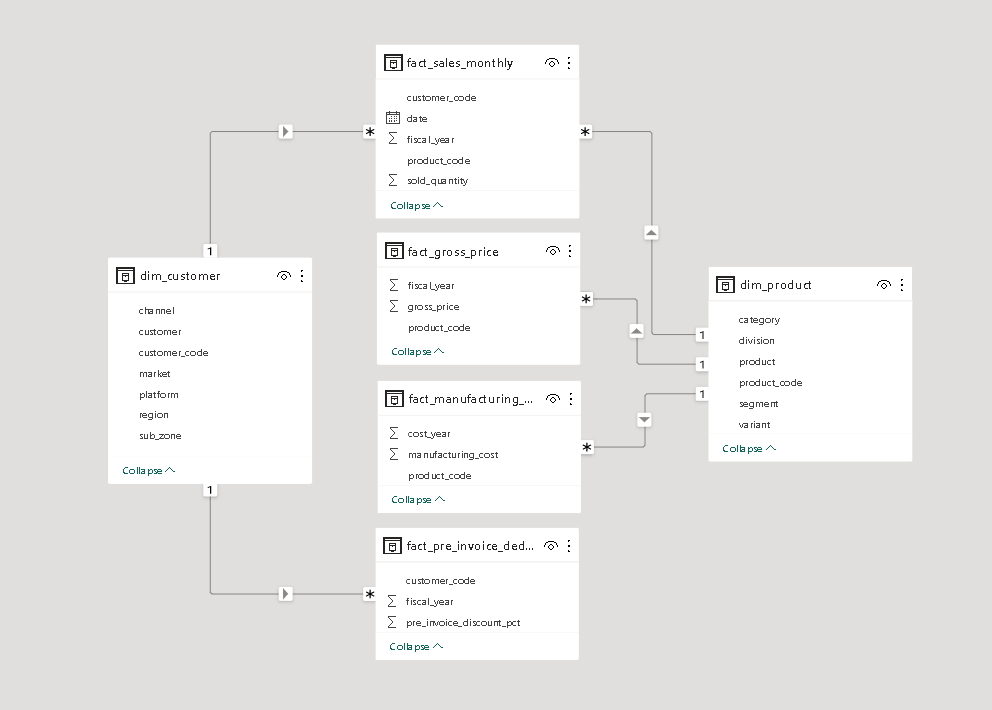 fact_sales_monthly
customer_code
date
fiscal_year
product_code
sold_quantity
Collapse
*
*
1
fact_gross_price
fiscal_year
gross_price
product_code
Collapse
*
dim_customer
channel
customer
customer_code
market
platform
region
sub_zone
Collapse
1
dim_product
category
division
product
product_code
segment
variant
Collapse
1
1
1
fact_manufacturing_...
cost_year
manufacturing_cost
product_code
Collapse
*
fact_pre_invoice_ded...
customer_code
fiscal_year
pre_invoice_discount_pct
Collapse
*